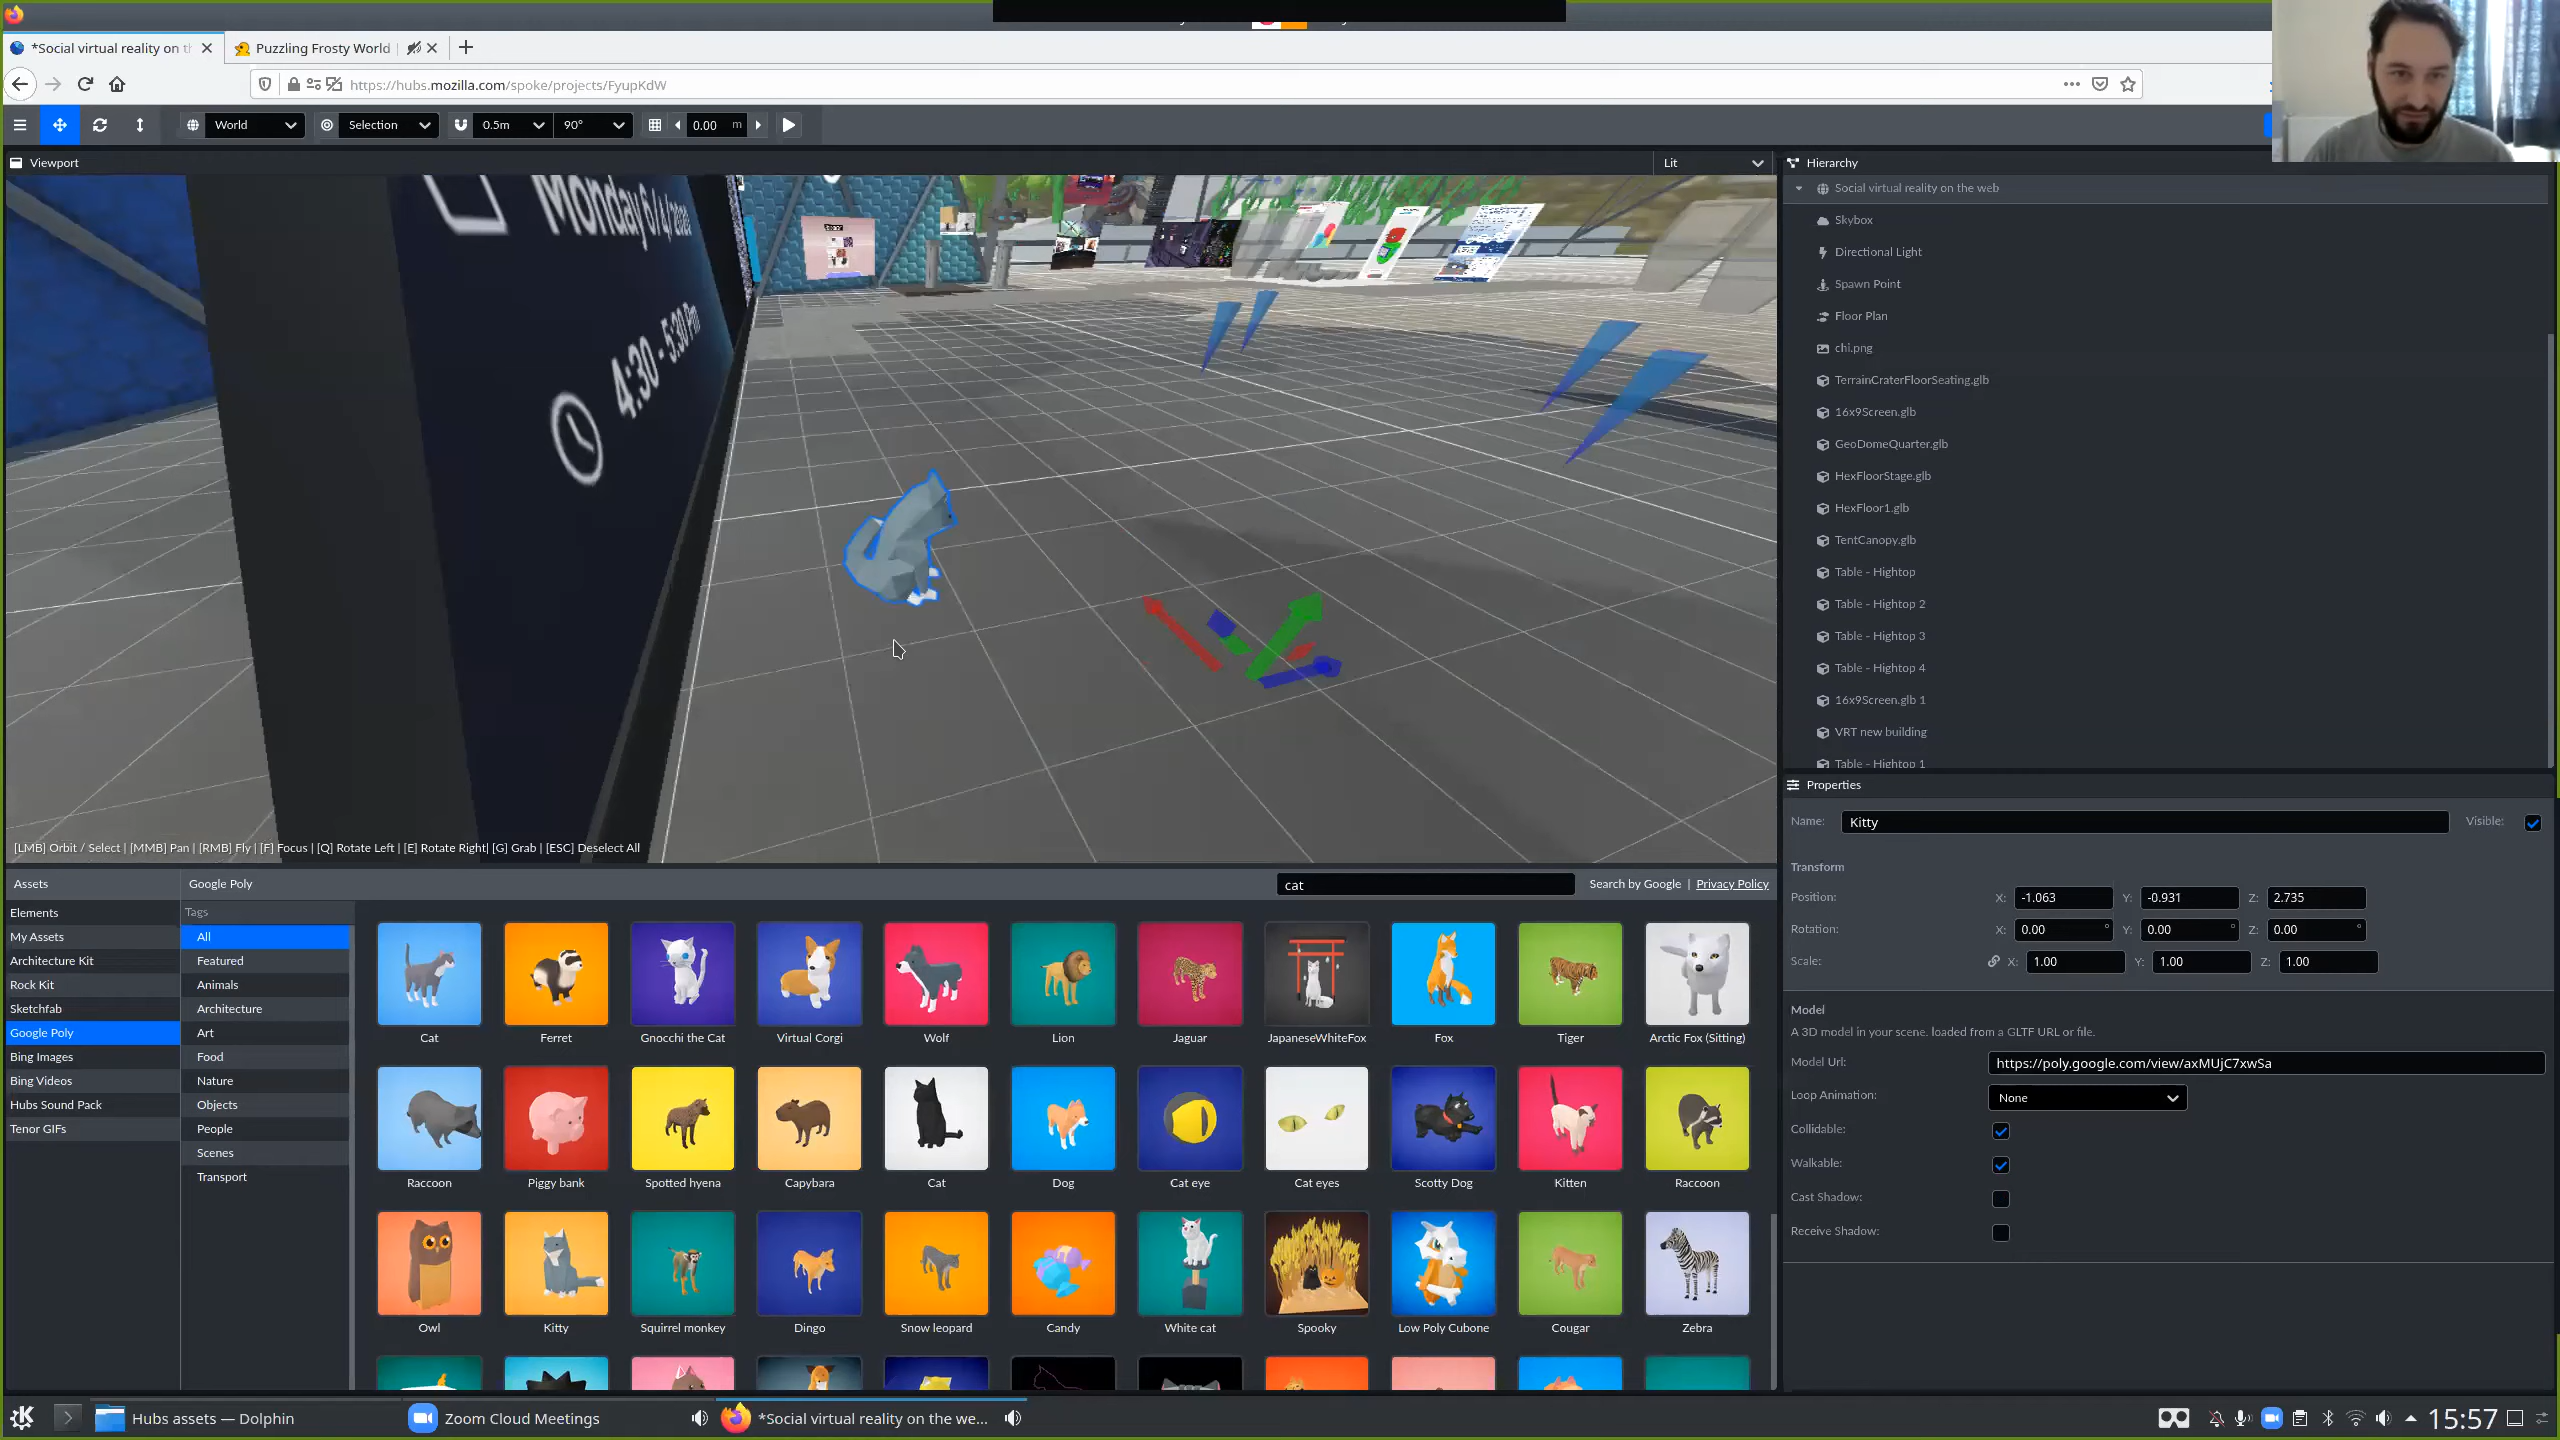 *Social virtual reality on th
Puzzling Frosty World
https://hubs.mozilla.com/spoke/projects/FyupKdW
World
Selection
0.5m
90°
0.00 m
Viewport
Lit
Hierarchy
Monday 6/4/
4:30 - 5:30 Pm
Social virtual reality on the web
Skybox
Directional Light
Spawn Point
Floor Plan
chi.png
TerrainCraterFloorSeating.glb
16x9Screen.glb
GeoDomeQuarter.glb
HexFloorStage.glb
HexFloor1.glb
TentCanopy.glb
Table - Hightop
Table - Hightop 2
Table - Hightop 3
Table - Hightop 4
16x9Screen.glb 1
VRT new building
Table - Hightop 1
[LMB] Orbit / Select | [MMB] Pan | [RMB] Fly | [F] Focus | [Q] Rotate Left | [E] Rotate Right| [G] Grab | [ESC] Deselect All
Properties
Name: Kitty Visible:
Transform
Position: X: -1.063 Y: -0.931 Z: 2.735
Rotation: X: 0.00 ° Y: 0.00 ° Z: 0.00 °
Scale: X: 1.00 Y: 1.00 Z: 1.00
Model
A 3D model in your scene. loaded from a GLTF URL or file.
Model Url: https://poly.google.com/view/axMUjC7xwSa
Loop Animation: None
Collidable:
Walkable:
Cast Shadow:
Receive Shadow:
Assets
Elements
My Assets
Architecture Kit
Rock Kit
Sketchfab
Google Poly
Bing Images
Bing Videos
Hubs Sound Pack
Tenor GIFs
Google Poly
cat
Search by Google | Privacy Policy
Tags
All
Featured
Animals
Architecture
Art
Food
Nature
Objects
People
Scenes
Transport
Cat Ferret Gnocchi the Cat Virtual Corgi Wolf Lion Jaguar JapaneseWhiteFox Fox Tiger Arctic Fox (Sitting)
Raccoon Piggy bank Spotted hyena Capybara Cat Dog Cat eye Cat eyes Scotty Dog Kitten Raccoon
Owl Kitty Squirrel monkey Dingo Snow leopard Candy White cat Spooky Low Poly Cubone Cougar Zebra
Hubs assets — Dolphin
Zoom Cloud Meetings
*Social virtual reality on the we...
15:57